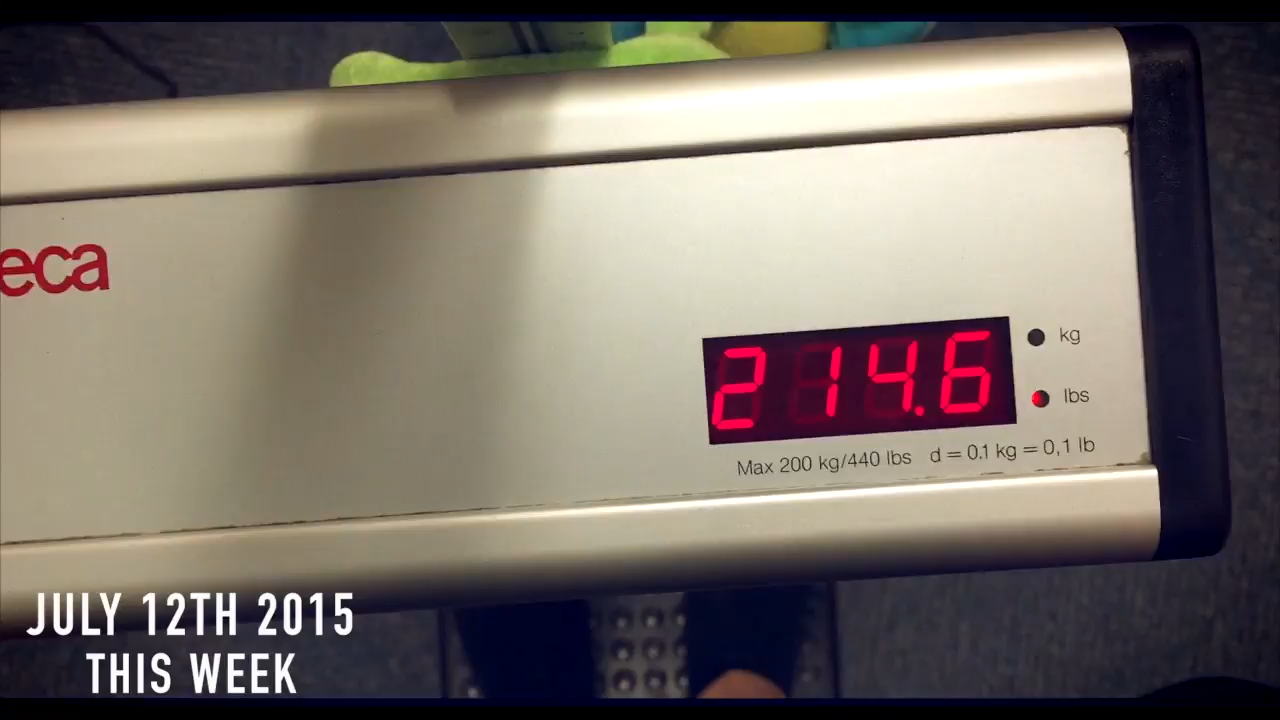 eca
214.6
kg
lbs
Max 200 kg/440 lbs d = 0.1 kg = 0,1 lb
JULY 12TH 2015
THIS WEEK